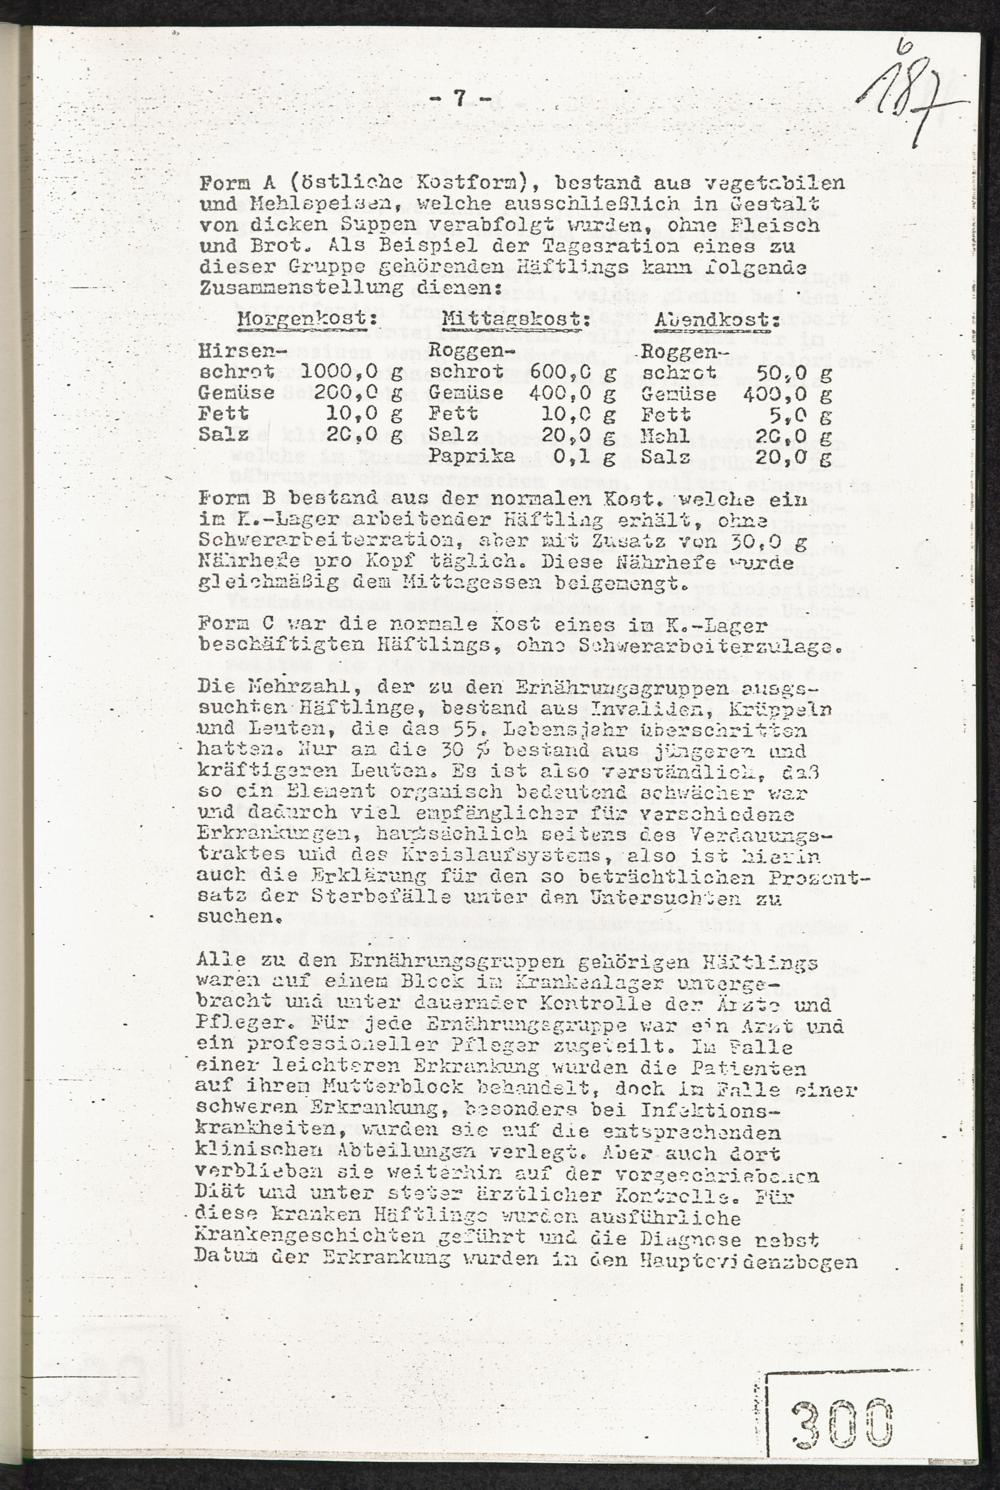 6
187
- 7 -
Form A (östliche Kostform), bestand aus vegetabilen
und Mehlspeisen, welche ausschließlich in Gestalt
von dicken Suppen verabfolgt wurden, ohne Fleisch
und Brot. Als Beispiel der Tagesration eines zu
dieser Gruppe gehörenden Häftlings kann folgende
Zusammenstellung dienen:
Morgenkost: Mittagskost: Abendkost:
Hirsen- Roggen- Roggen-
schrot 1000,0 g schrot 600,0 g schrot 50,0 g
Gemüse 200,0 g Gemüse 400,0 g Gemüse 400,0 g
Fett 10,0 g Fett 10,0 g Fett 5,0 g
Salz 20,0 g Salz 20,0 g Mehl 20,0 g
Paprika 0,1 g Salz 20,0 g
Form B bestand aus der normalen Kost. welche ein
im K.-Lager arbeitender Häftling erhält, ohne
Schwerarbeiterration, aber mit Zusatz von 30,0 g
Nährhefe pro Kopf täglich. Diese Nährhefe wurde
gleichmäßig dem Mittagessen beigemengt.
Form C war die normale Kost eines im K.-Lager
beschäftigten Häftlings, ohne Schwerarbeiterzulage.
Die Mehrzahl, der zu den Ernährungsgruppen ausge-
suchten Häftlinge, bestand aus Invaliden, Krüppeln
und Leuten, die das 55. Lebensjahr überschritten
hatten. Nur an die 30 % bestand aus jüngeren und
kräftigeren Leuten. Es ist also verständlich, daß
so ein Element organisch bedeutend schwächer war
und dadurch viel empfänglicher für verschiedene
Erkrankungen, hauptsächlich seitens des Verdauungs-
traktes und des Kreislaufsystems, also ist hierin
auch die Erklärung für den so beträchtlichen Prozent-
satz der Sterbefälle unter den Untersuchten zu
suchen.
Alle zu den Ernährungsgruppen gehörigen Häftlings
waren auf einem Block im Krankenlager unterge-
bracht und unter dauernder Kontrolle der Ärzte und
Pfleger. Für jede Ernährungsgruppe war ein Arzt und
ein professioneller Pfleger zugeteilt. Im Falle
einer leichteren Erkrankung wurden die Patienten
auf ihrem Mutterblock behandelt, doch im Falle einer
schweren Erkrankung, besonders bei Infektions-
krankheiten, wurden sie auf die entsprechenden
klinischen Abteilungen verlegt. Aber auch dort
verblieben sie weiterhin auf der vorgeschriebenen
Diät und unter steter ärztlicher Kontrolle. Für
diese kranken Häftlinge wurden ausführliche
Krankengeschichten geführt und die Diagnose nebst
Datum der Erkrankung wurden in den Hauptevidenzbogen
300